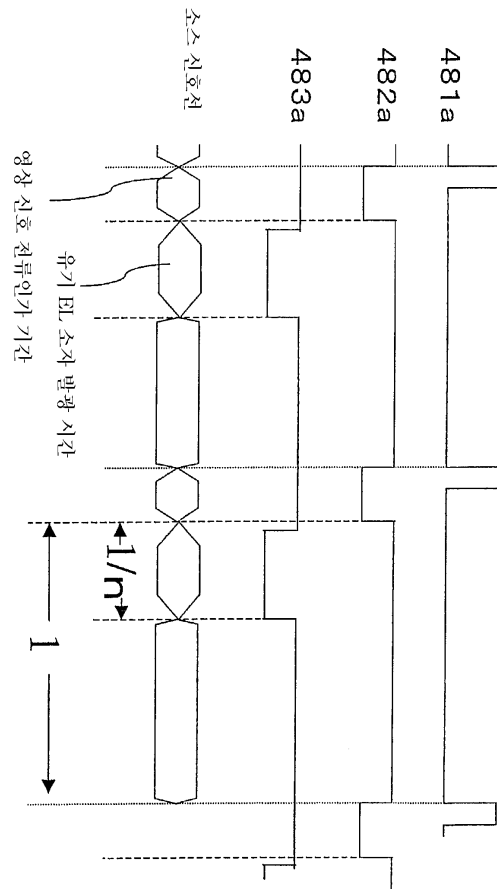 481a
482a
483a
소스 신호선
영상 신호 전류인가 기간
유기 EL 소자 발광 시간
1/n
1